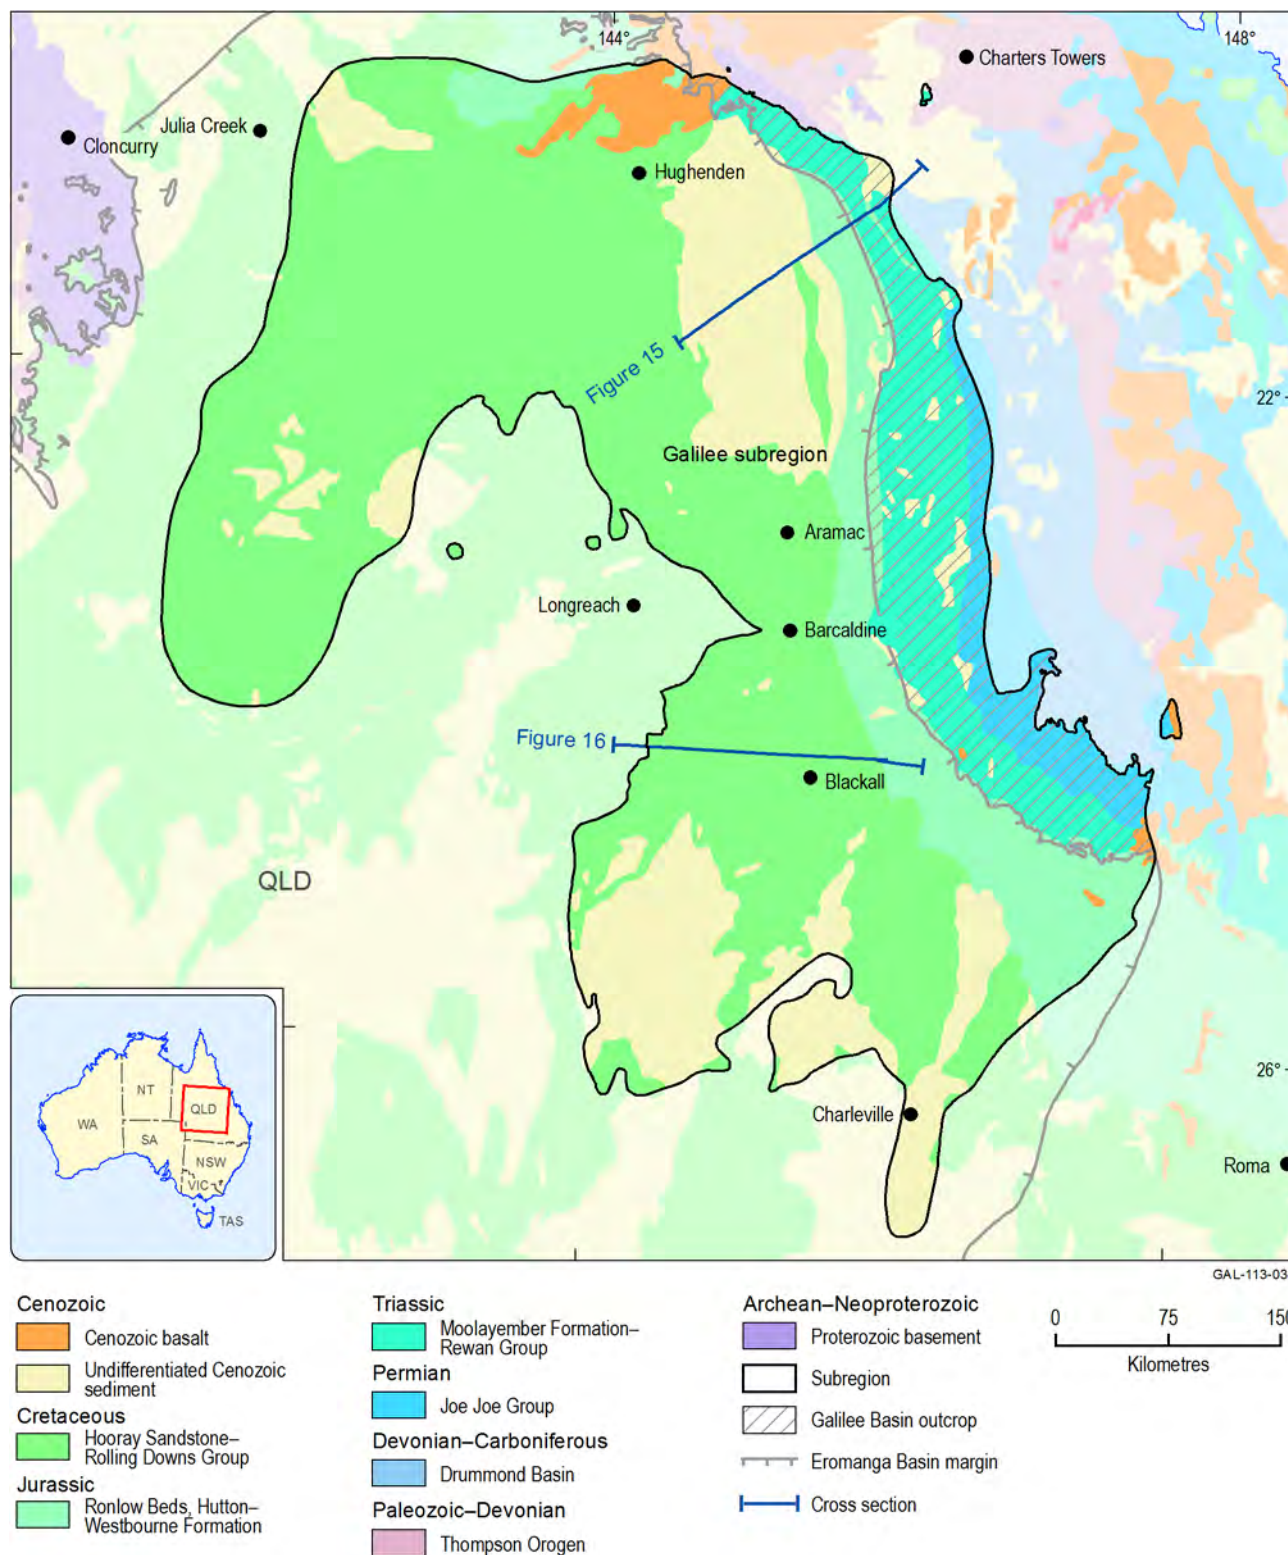 144°
148°
Charters Towers
Cloncurry
Julia Creek
Hughenden
Figure 15
22°
Galilee subregion
Aramac
Longreach
Barcaldine
Figure 16
Blackall
QLD
26°
Charleville
Roma
WA
NT
QLD
SA
NSW
VIC
TAS
GAL-113-03
Cenozoic
Cenozoic basalt
Undifferentiated Cenozoic
sediment
Cretaceous
Hooray Sandstone–
Rolling Downs Group
Jurassic
Ronlow Beds, Hutton–
Westbourne Formation
Triassic
Moolayember Formation–
Rewan Group
Permian
Joe Joe Group
Devonian–Carboniferous
Drummond Basin
Paleozoic–Devonian
Thompson Orogen
Archean–Neoproterozoic
Proterozoic basement
Subregion
Galilee Basin outcrop
Eromanga Basin margin
Cross section
0 75 150
Kilometres